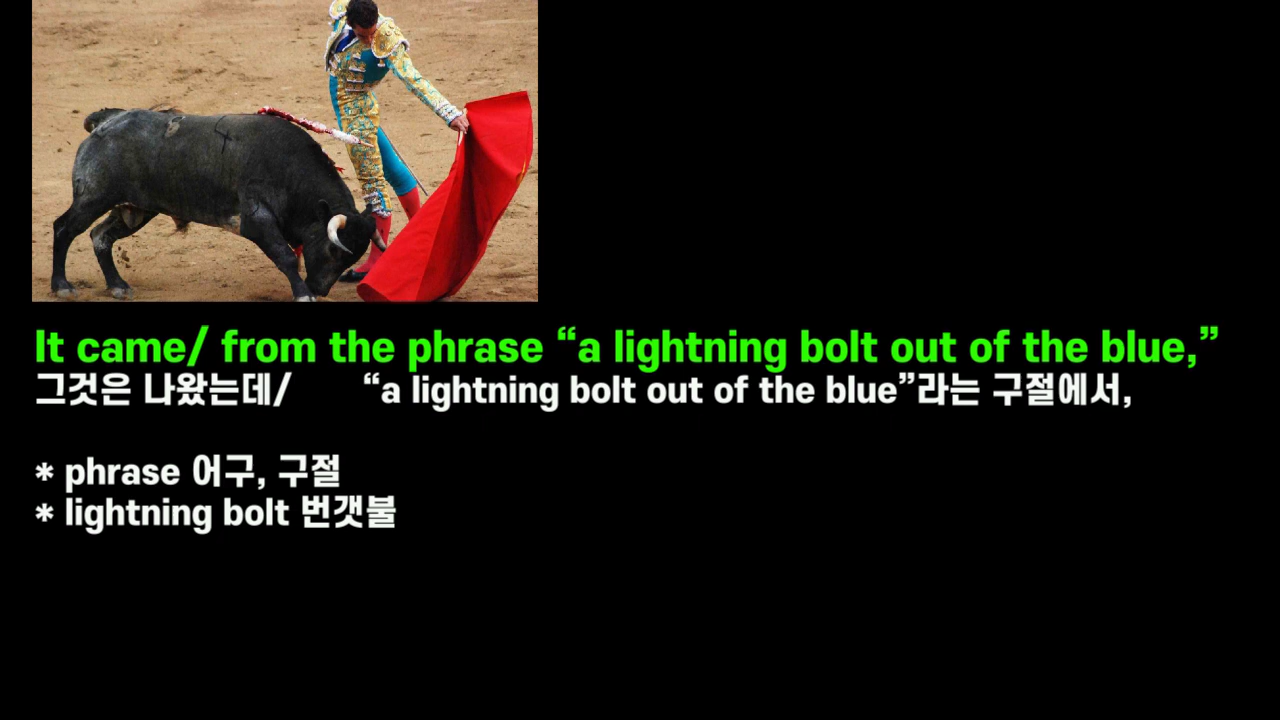 It came/ from the phrase “a lightning bolt out of the blue,”
그것은 나왔는데/ “a lightning bolt out of the blue”라는 구절에서,
* phrase 어구, 구절
* lightning bolt 번갯불